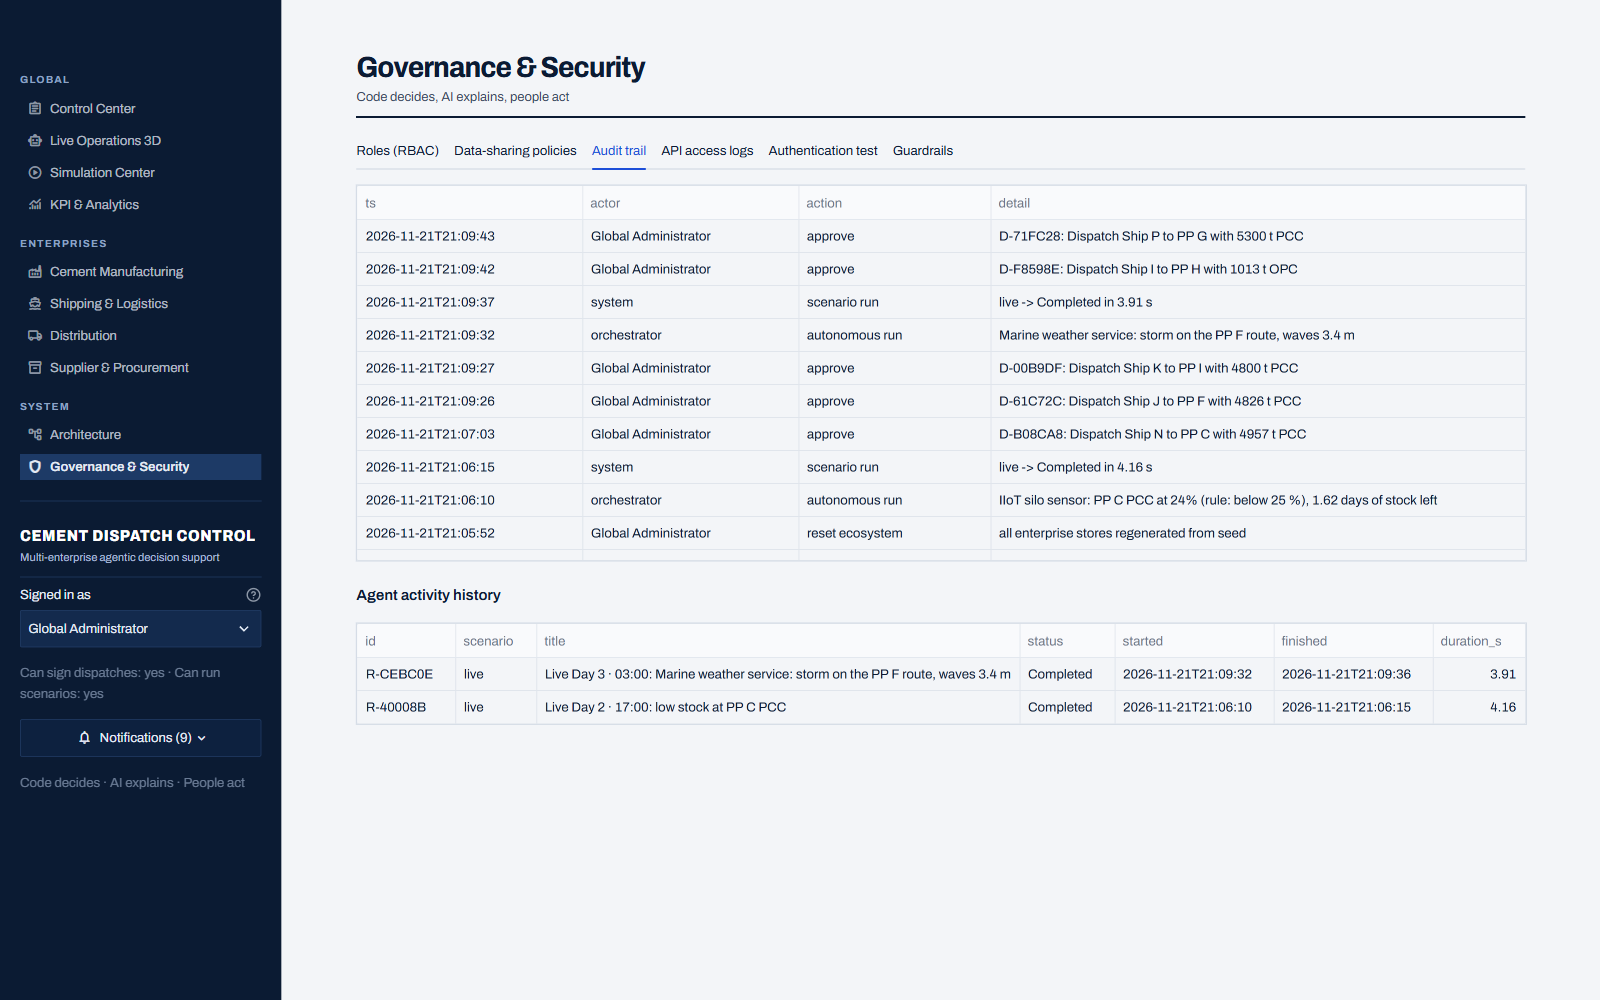 GLOBAL
Control Center
Live Operations 3D
Simulation Center
KPI & Analytics
ENTERPRISES
Cement Manufacturing
Shipping & Logistics
Distribution
Supplier & Procurement
SYSTEM
Architecture
Governance & Security
CEMENT DISPATCH CONTROL
Multi-enterprise agentic decision support
Signed in as
Global Administrator
Can sign dispatches: yes · Can run
scenarios: yes
Notifications (9)
Code decides · AI explains · People act
Governance & Security
Code decides, AI explains, people act
Roles (RBAC) Data-sharing policies Audit trail API access logs Authentication test Guardrails
ts actor action detail
2026-11-21T21:09:43 Global Administrator approve D-71FC28: Dispatch Ship P to PP G with 5300 t PCC
2026-11-21T21:09:42 Global Administrator approve D-F8598E: Dispatch Ship I to PP H with 1013 t OPC
2026-11-21T21:09:37 system scenario run live -> Completed in 3.91 s
2026-11-21T21:09:32 orchestrator autonomous run Marine weather service: storm on the PP F route, waves 3.4 m
2026-11-21T21:09:27 Global Administrator approve D-00B9DF: Dispatch Ship K to PP I with 4800 t PCC
2026-11-21T21:09:26 Global Administrator approve D-61C72C: Dispatch Ship J to PP F with 4826 t PCC
2026-11-21T21:07:03 Global Administrator approve D-B08CA8: Dispatch Ship N to PP C with 4957 t PCC
2026-11-21T21:06:15 system scenario run live -> Completed in 4.16 s
2026-11-21T21:06:10 orchestrator autonomous run IIoT silo sensor: PP C PCC at 24% (rule: below 25 %), 1.62 days of stock left
2026-11-21T21:05:52 Global Administrator reset ecosystem all enterprise stores regenerated from seed
Agent activity history
id scenario title status started finished duration_s
R-CEBC0E live Live Day 3 · 03:00: Marine weather service: storm on the PP F route, waves 3.4 m Completed 2026-11-21T21:09:32 2026-11-21T21:09:36 3.91
R-40008B live Live Day 2 · 17:00: low stock at PP C PCC Completed 2026-11-21T21:06:10 2026-11-21T21:06:15 4.16